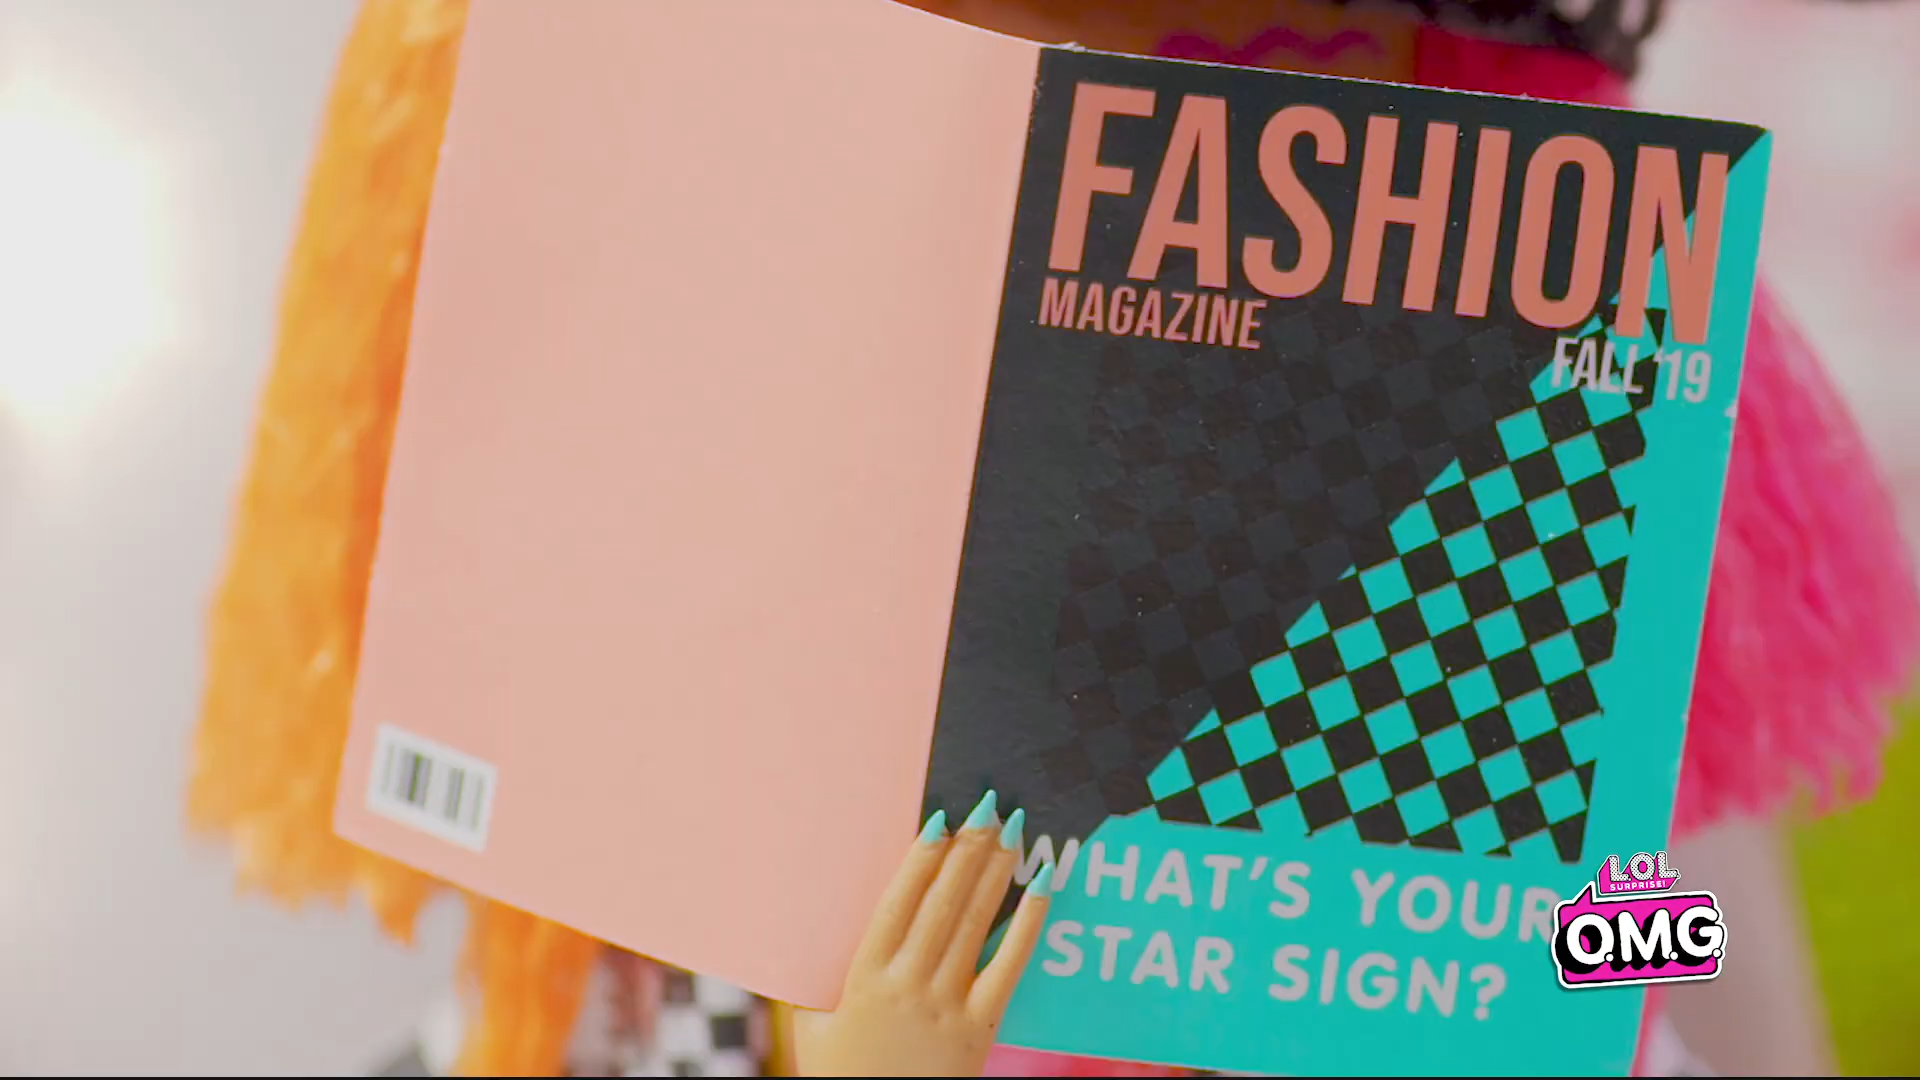 FASHION
MAGAZINE
FALL '19
WHAT'S YOUR
STAR SIGN?
L.O.L.
SURPRISE!
O.M.G.